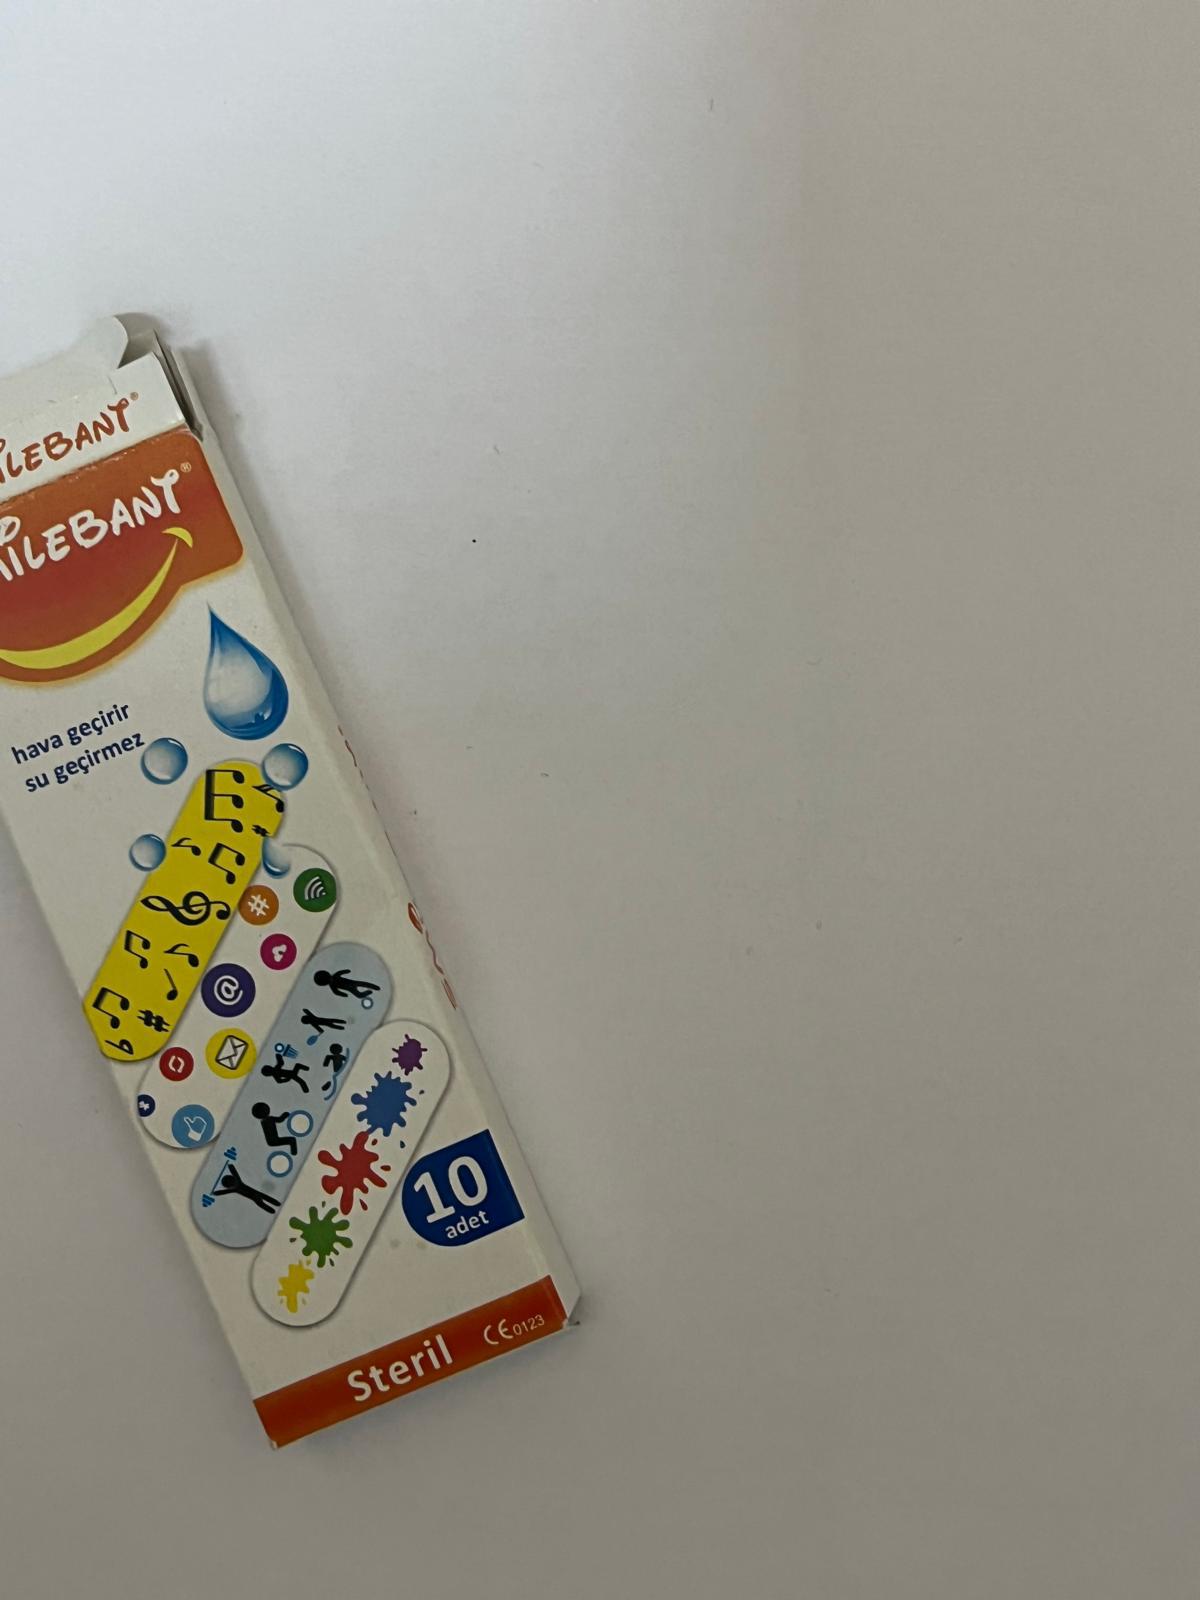 ILEBANT®
ILEBANT®
hava geçirir
su geçirmez
10
adet
Steril CE0123